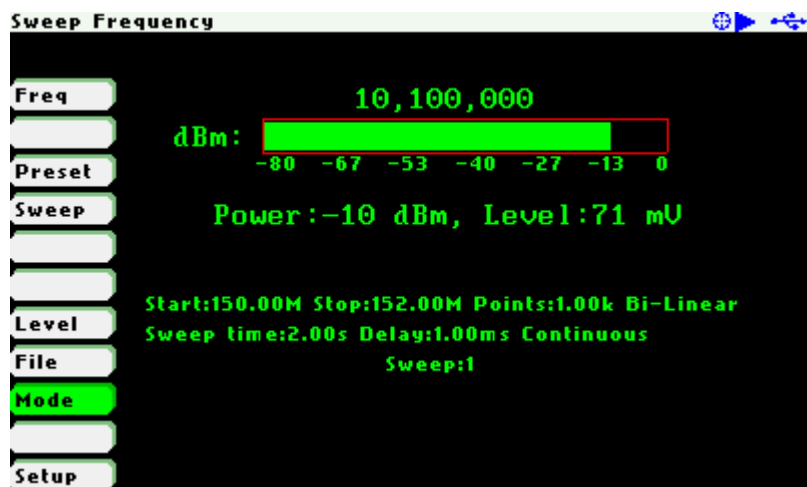 Sweep Frequency
Freq
10,100,000
dBm:
-80 -67 -53 -40 -27 -13 0
Preset
Sweep
Power:-10 dBm, Level:71 mV
Start:150.00M Stop:152.00M Points:1.00k Bi-Linear
Level
Sweep time:2.00s Delay:1.00ms Continuous
File
Sweep:1
Mode
Setup